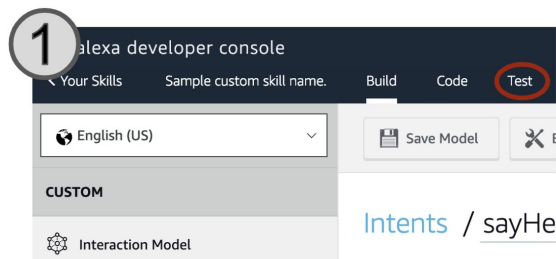 1
alexa developer console
Your Skills Sample custom skill name. Build Code Test
English (US)
Save Model
CUSTOM
Intents / sayHe
Interaction Model